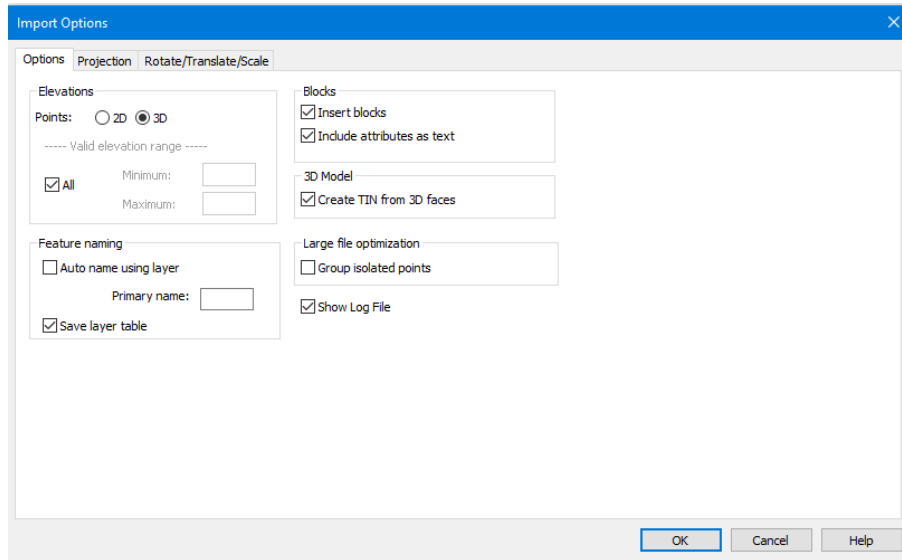 Import Options
Options Projection Rotate/Translate/Scale
Elevations
Points: 2D 3D
----- Valid elevation range -----
All
Minimum:
Maximum:
Feature naming
Auto name using layer
Primary name:
Save layer table
Blocks
Insert blocks
Include attributes as text
3D Model
Create TIN from 3D faces
Large file optimization
Group isolated points
Show Log File
OK Cancel Help